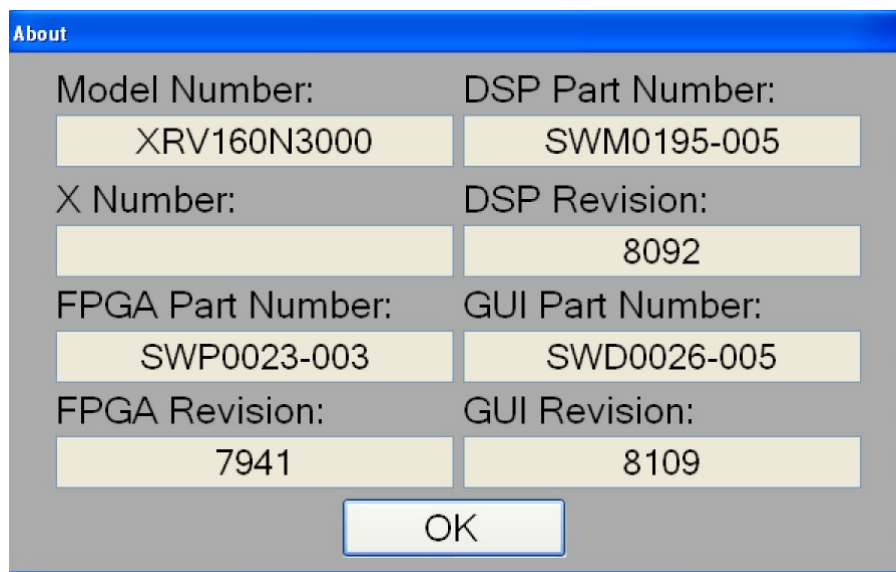 About
Model Number: DSP Part Number:
XRV160N3000 SWM0195-005
X Number: DSP Revision:
8092
FPGA Part Number: GUI Part Number:
SWP0023-003 SWD0026-005
FPGA Revision: GUI Revision:
7941 8109
OK